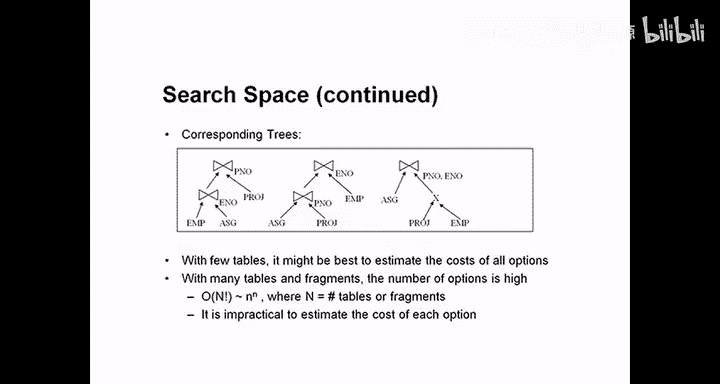 bilibili
Search Space (continued)
• Corresponding Trees:
⋈PNO ⋈ENO ⋈PNO, ENO
⋈ENO PROJ ⋈PNO EMP ASG X
EMP ASG ASG PROJ PROJ EMP
• With few tables, it might be best to estimate the costs of all options
• With many tables and fragments, the number of options is high
– O(N!) ~ nⁿ , where N = # tables or fragments
– It is impractical to estimate the cost of each option